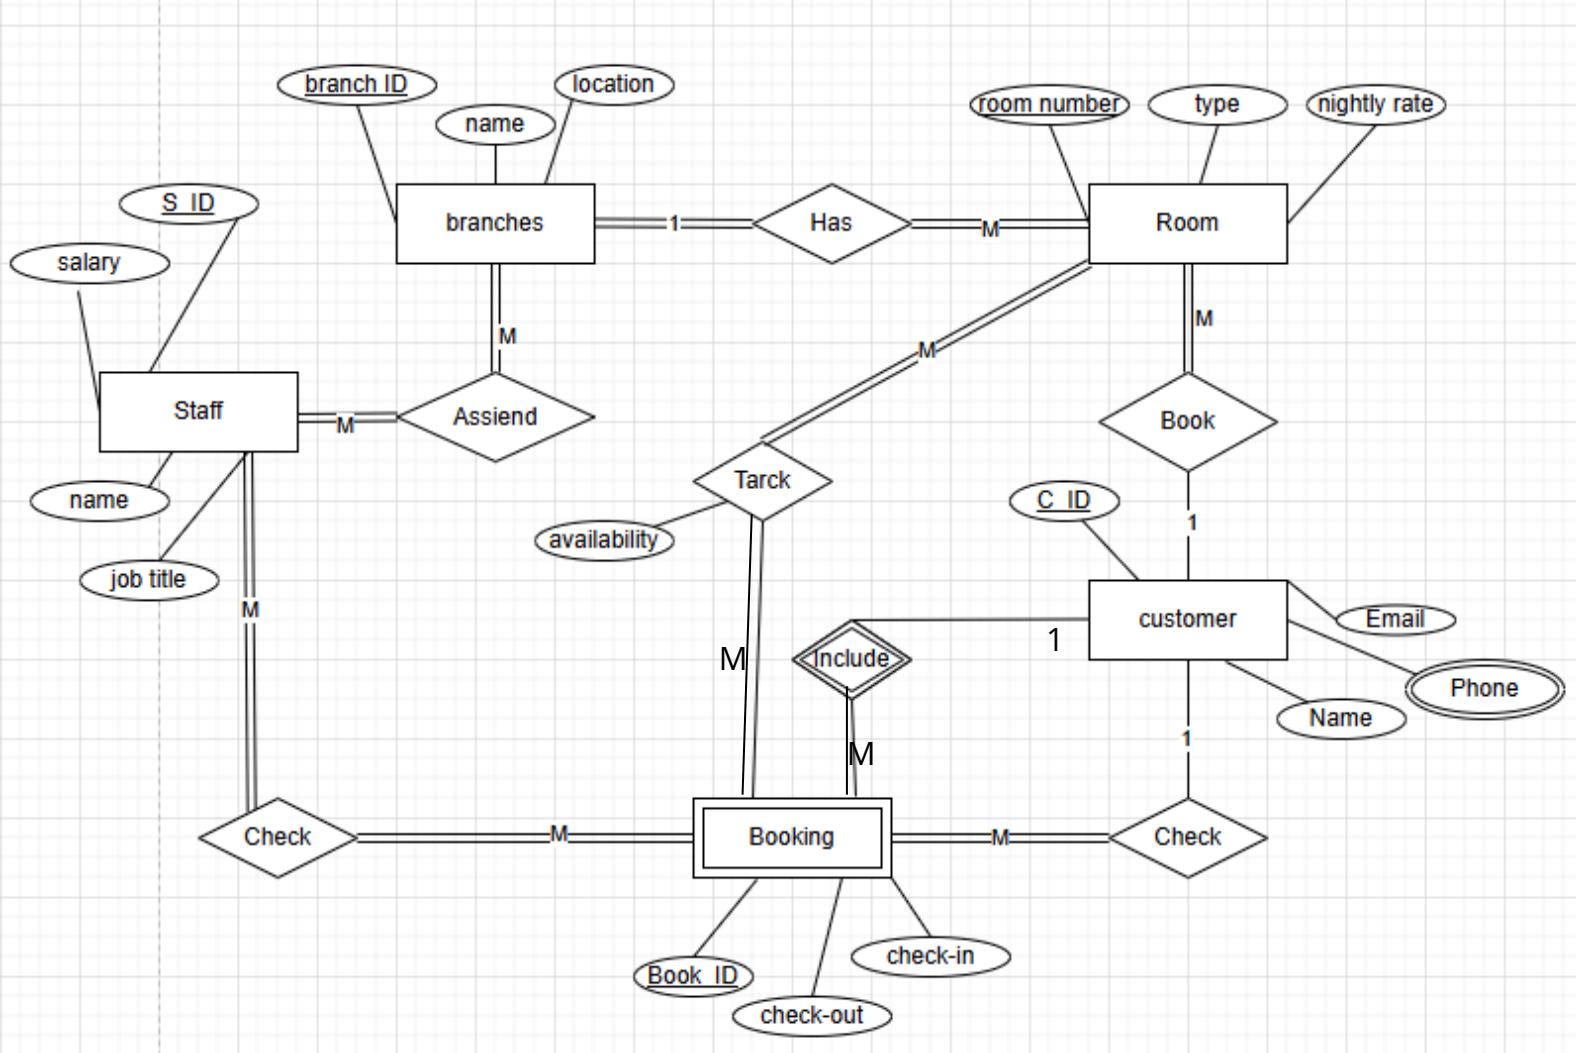 branch ID
location
name
room number
type
nightly rate
S_ID
branches
1
Has
M
Room
salary
M
M
M
Staff
M
Assiend
Book
Tarck
name
C_ID
availability
1
job title
M
customer
Email
1
M
Include
Phone
Name
M
1
Check
M
Booking
M
Check
check-in
Book_ID
check-out